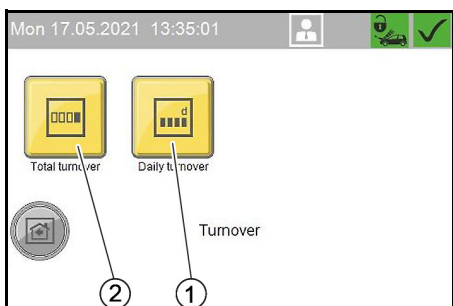 Mon 17.05.2021 13:35:01
d
Total turnover Daily turnover
Turnover
2 1